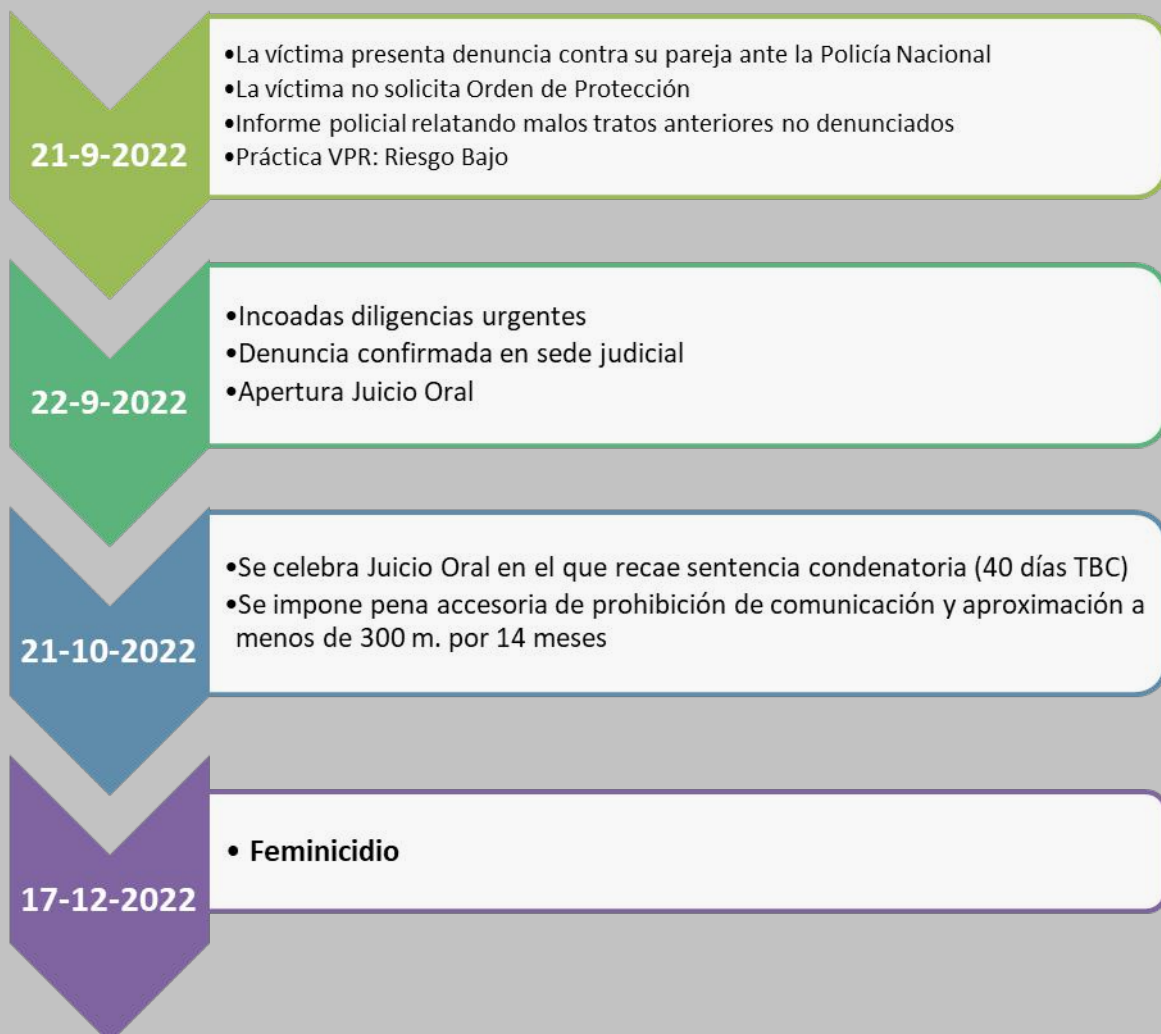 21-9-2022
•La víctima presenta denuncia contra su pareja ante la Policía Nacional
•La víctima no solicita Orden de Protección
•Informe policial relatando malos tratos anteriores no denunciados
•Práctica VPR: Riesgo Bajo
22-9-2022
•Incoadas diligencias urgentes
•Denuncia confirmada en sede judicial
•Apertura Juicio Oral
21-10-2022
•Se celebra Juicio Oral en el que recae sentencia condenatoria (40 días TBC)
•Se impone pena accesoria de prohibición de comunicación y aproximación a
menos de 300 m. por 14 meses
17-12-2022
• Feminicidio